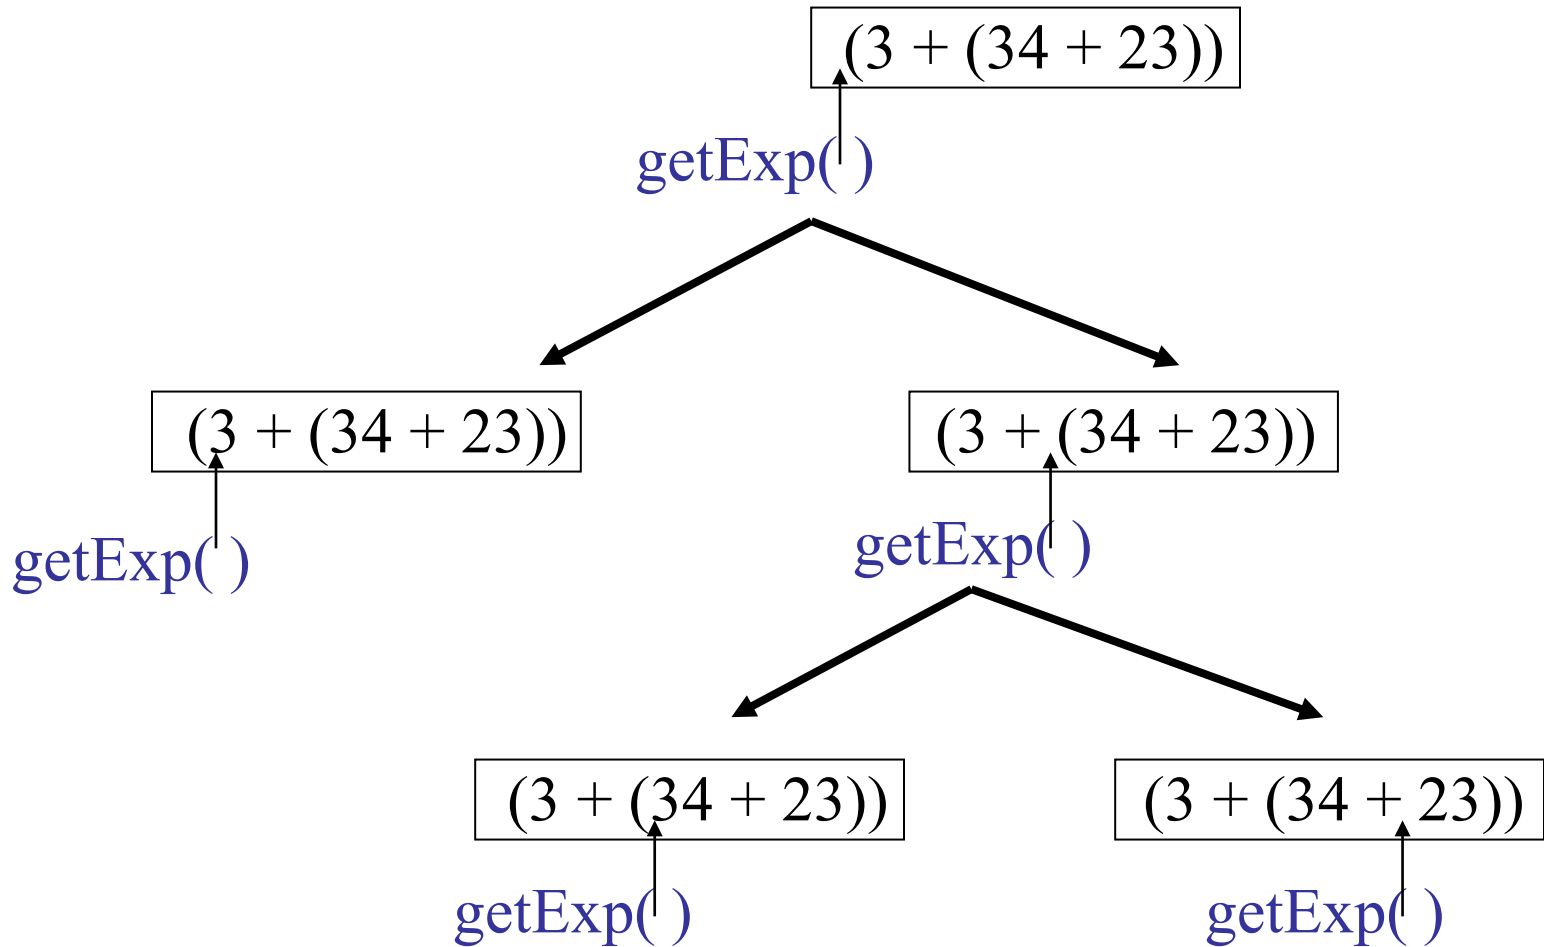 (3 + (34 + 23))
getExp( )
(3 + (34 + 23))
(3 + (34 + 23))
getExp( )
getExp( )
(3 + (34 + 23))
(3 + (34 + 23))
getExp( )
getExp( )